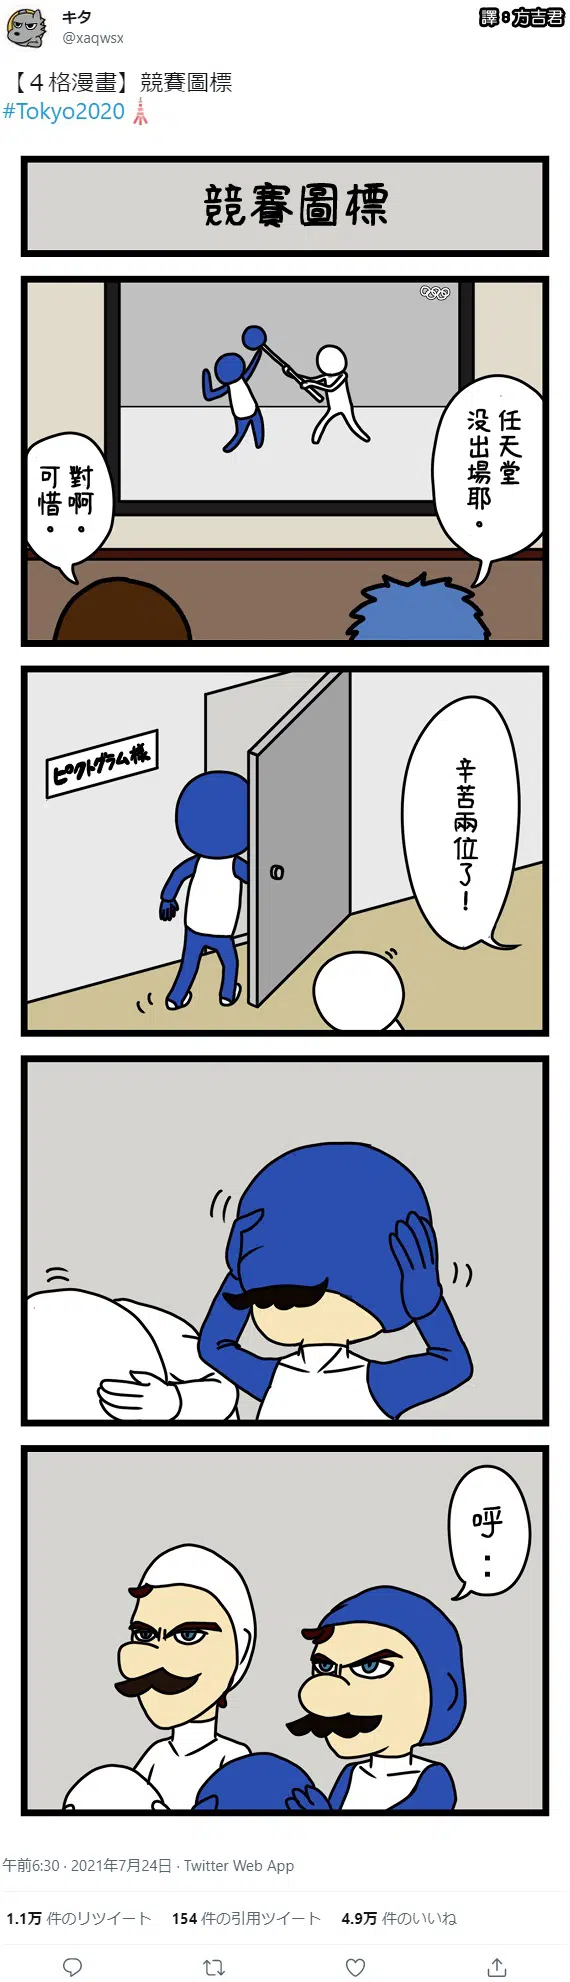 キタ
@xaqwsx
譯●方吉君
【４格漫畫】競賽圖標
#Tokyo2020
競賽圖標
任天堂
没出場耶。
對啊。
可惜。
ピクトグラム様
辛苦兩位了！
呼⋯
午前6:30 · 2021年7月24日 · Twitter Web App
1.1万 件のリツイート 154 件の引用ツイート 4.9万 件のいいね